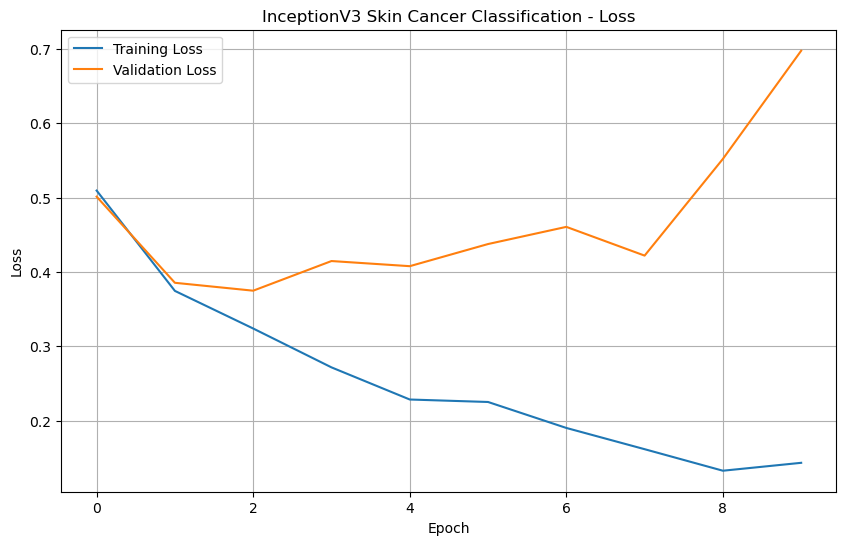 InceptionV3 Skin Cancer Classification - Loss
Training Loss
Validation Loss
0.7
0.6
0.5
0.4
0.3
0.2
Loss
0 2 4 6 8
Epoch